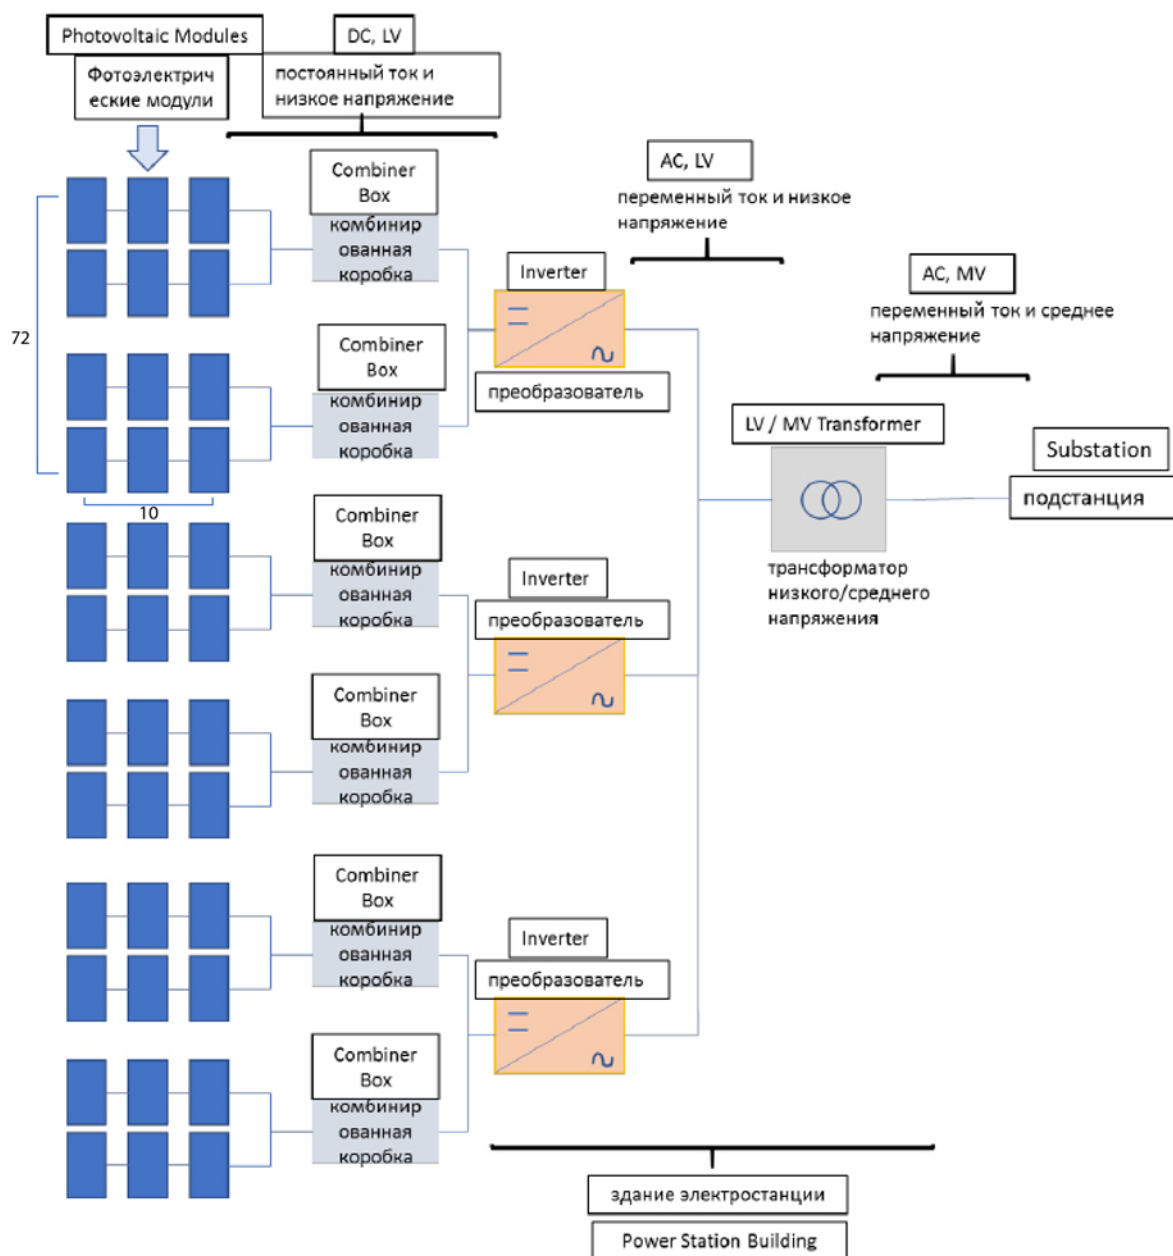 Photovoltaic Modules
Фотоэлектрич
еские модули
DC, LV
постоянный ток и
низкое напряжение
Combiner
Box
комбинир
ованная
коробка
AC, LV
переменный ток и низкое
напряжение
Inverter
преобразователь
AC, MV
переменный ток и среднее
напряжение
72
Combiner
Box
комбинир
ованная
коробка
LV / MV Transformer
трансформатор
низкого/среднего
напряжения
Substation
подстанция
10
Combiner
Box
комбинир
ованная
коробка
Inverter
преобразователь
Combiner
Box
комбинир
ованная
коробка
Combiner
Box
комбинир
ованная
коробка
Inverter
преобразователь
Combiner
Box
комбинир
ованная
коробка
здание электростанции
Power Station Building